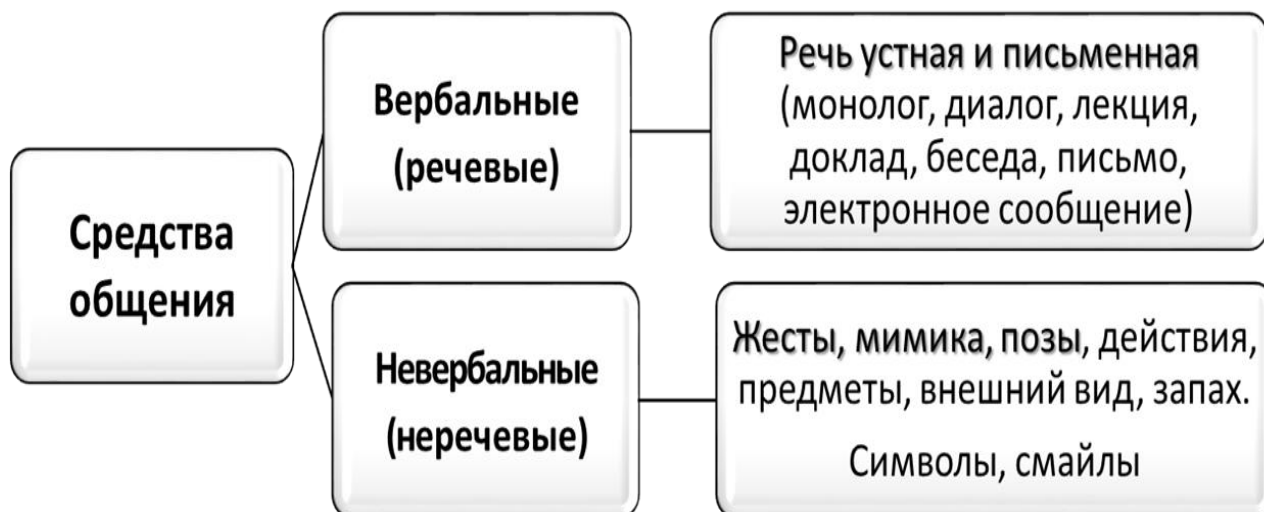 Средства
общения
Вербальные
(речевые)
Речь устная и письменная
(монолог, диалог, лекция,
доклад, беседа, письмо,
электронное сообщение)
Невербальные
(неречевые)
Жесты, мимика, позы, действия,
предметы, внешний вид, запах.
Символы, смайлы